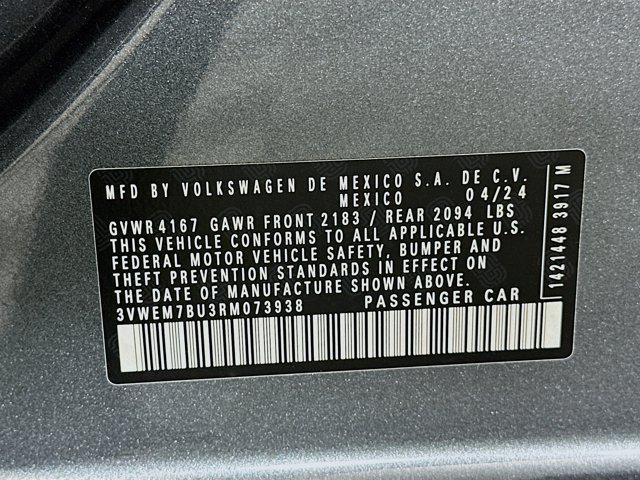 MFD BY VOLKSWAGEN DE MEXICO S.A. DE C.V.
MEXICO 04/24
GVWR 4167 GAWR FRONT 2183 / REAR 2094 LBS
THIS VEHICLE CONFORMS TO ALL APPLICABLE U.S.
FEDERAL MOTOR VEHICLE SAFETY, BUMPER AND
THEFT PREVENTION STANDARDS IN EFFECT ON
THE DATE OF MANUFACTURE SHOWN ABOVE.
3VWEM7BU3RM073938 PASSENGER CAR
1421448 3917 M